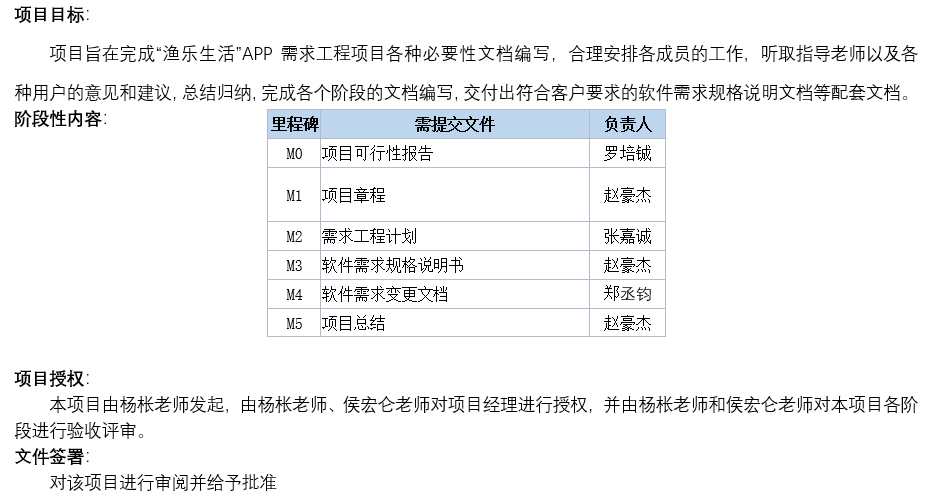 项目目标：
项目旨在完成“渔乐生活”APP 需求工程项目各种必要性文档编写，合理安排各成员的工作，听取指导老师以及各
种用户的意见和建议，总结归纳，完成各个阶段的文档编写，交付出符合客户要求的软件需求规格说明文档等配套文档。
阶段性内容：
里程碑 需提交文件 负责人
M0 项目可行性报告 罗培铖
M1 项目章程 赵豪杰
M2 需求工程计划 张嘉诚
M3 软件需求规格说明书 赵豪杰
M4 软件需求变更文档 郑丞钧
M5 项目总结 赵豪杰
项目授权：
本项目由杨枨老师发起，由杨枨老师、侯宏仑老师对项目经理进行授权，并由杨枨老师和侯宏仑老师对本项目各阶
段进行验收评审。
文件签署：
对该项目进行审阅并给予批准